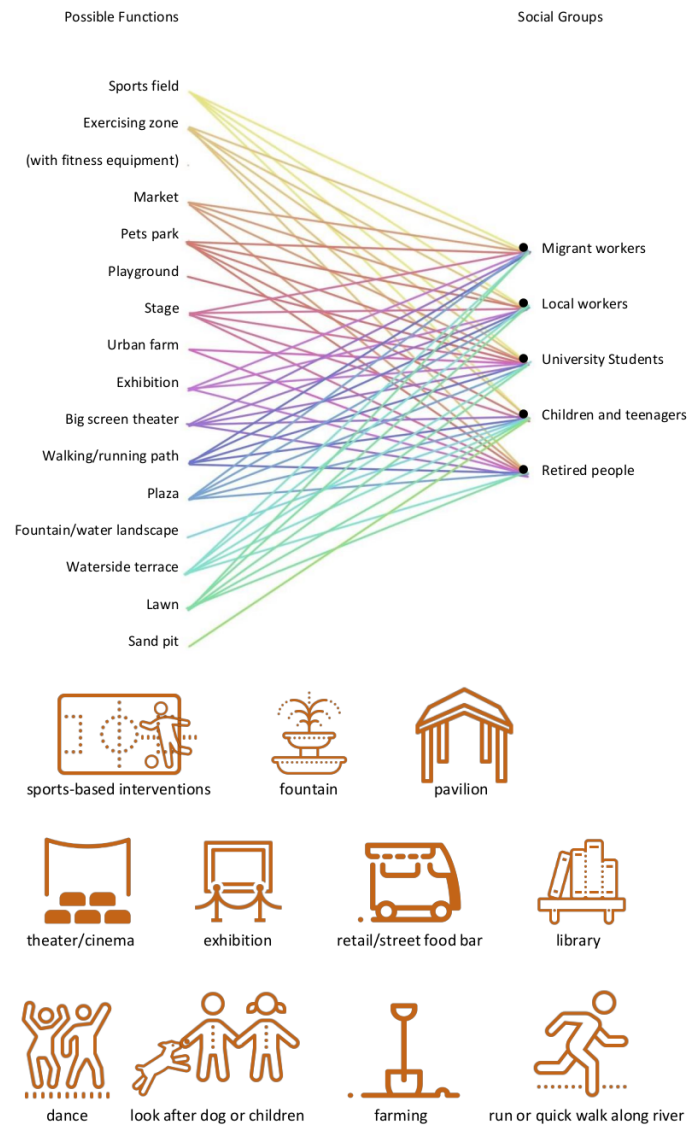 Possible Functions
Social Groups
Sports field
Exercising zone
(with fitness equipment)
Market
Pets park
Playground
Stage
Urban farm
Exhibition
Big screen theater
Walking/running path
Plaza
Fountain/water landscape
Waterside terrace
Lawn
Sand pit
Migrant workers
Local workers
University Students
Children and teenagers
Retired people
sports-based interventions
fountain
pavilion
theater/cinema
exhibition
retail/street food bar
library
dance
look after dog or children
farming
run or quick walk along river